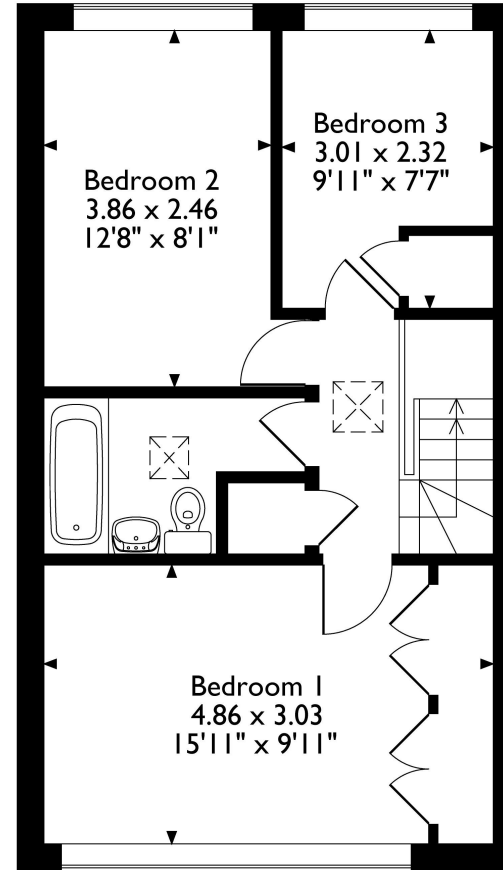 Bedroom 3
3.01 x 2.32
9'11" x 7'7"
Bedroom 2
3.86 x 2.46
12'8" x 8'1"
Bedroom 1
4.86 x 3.03
15'11" x 9'11"